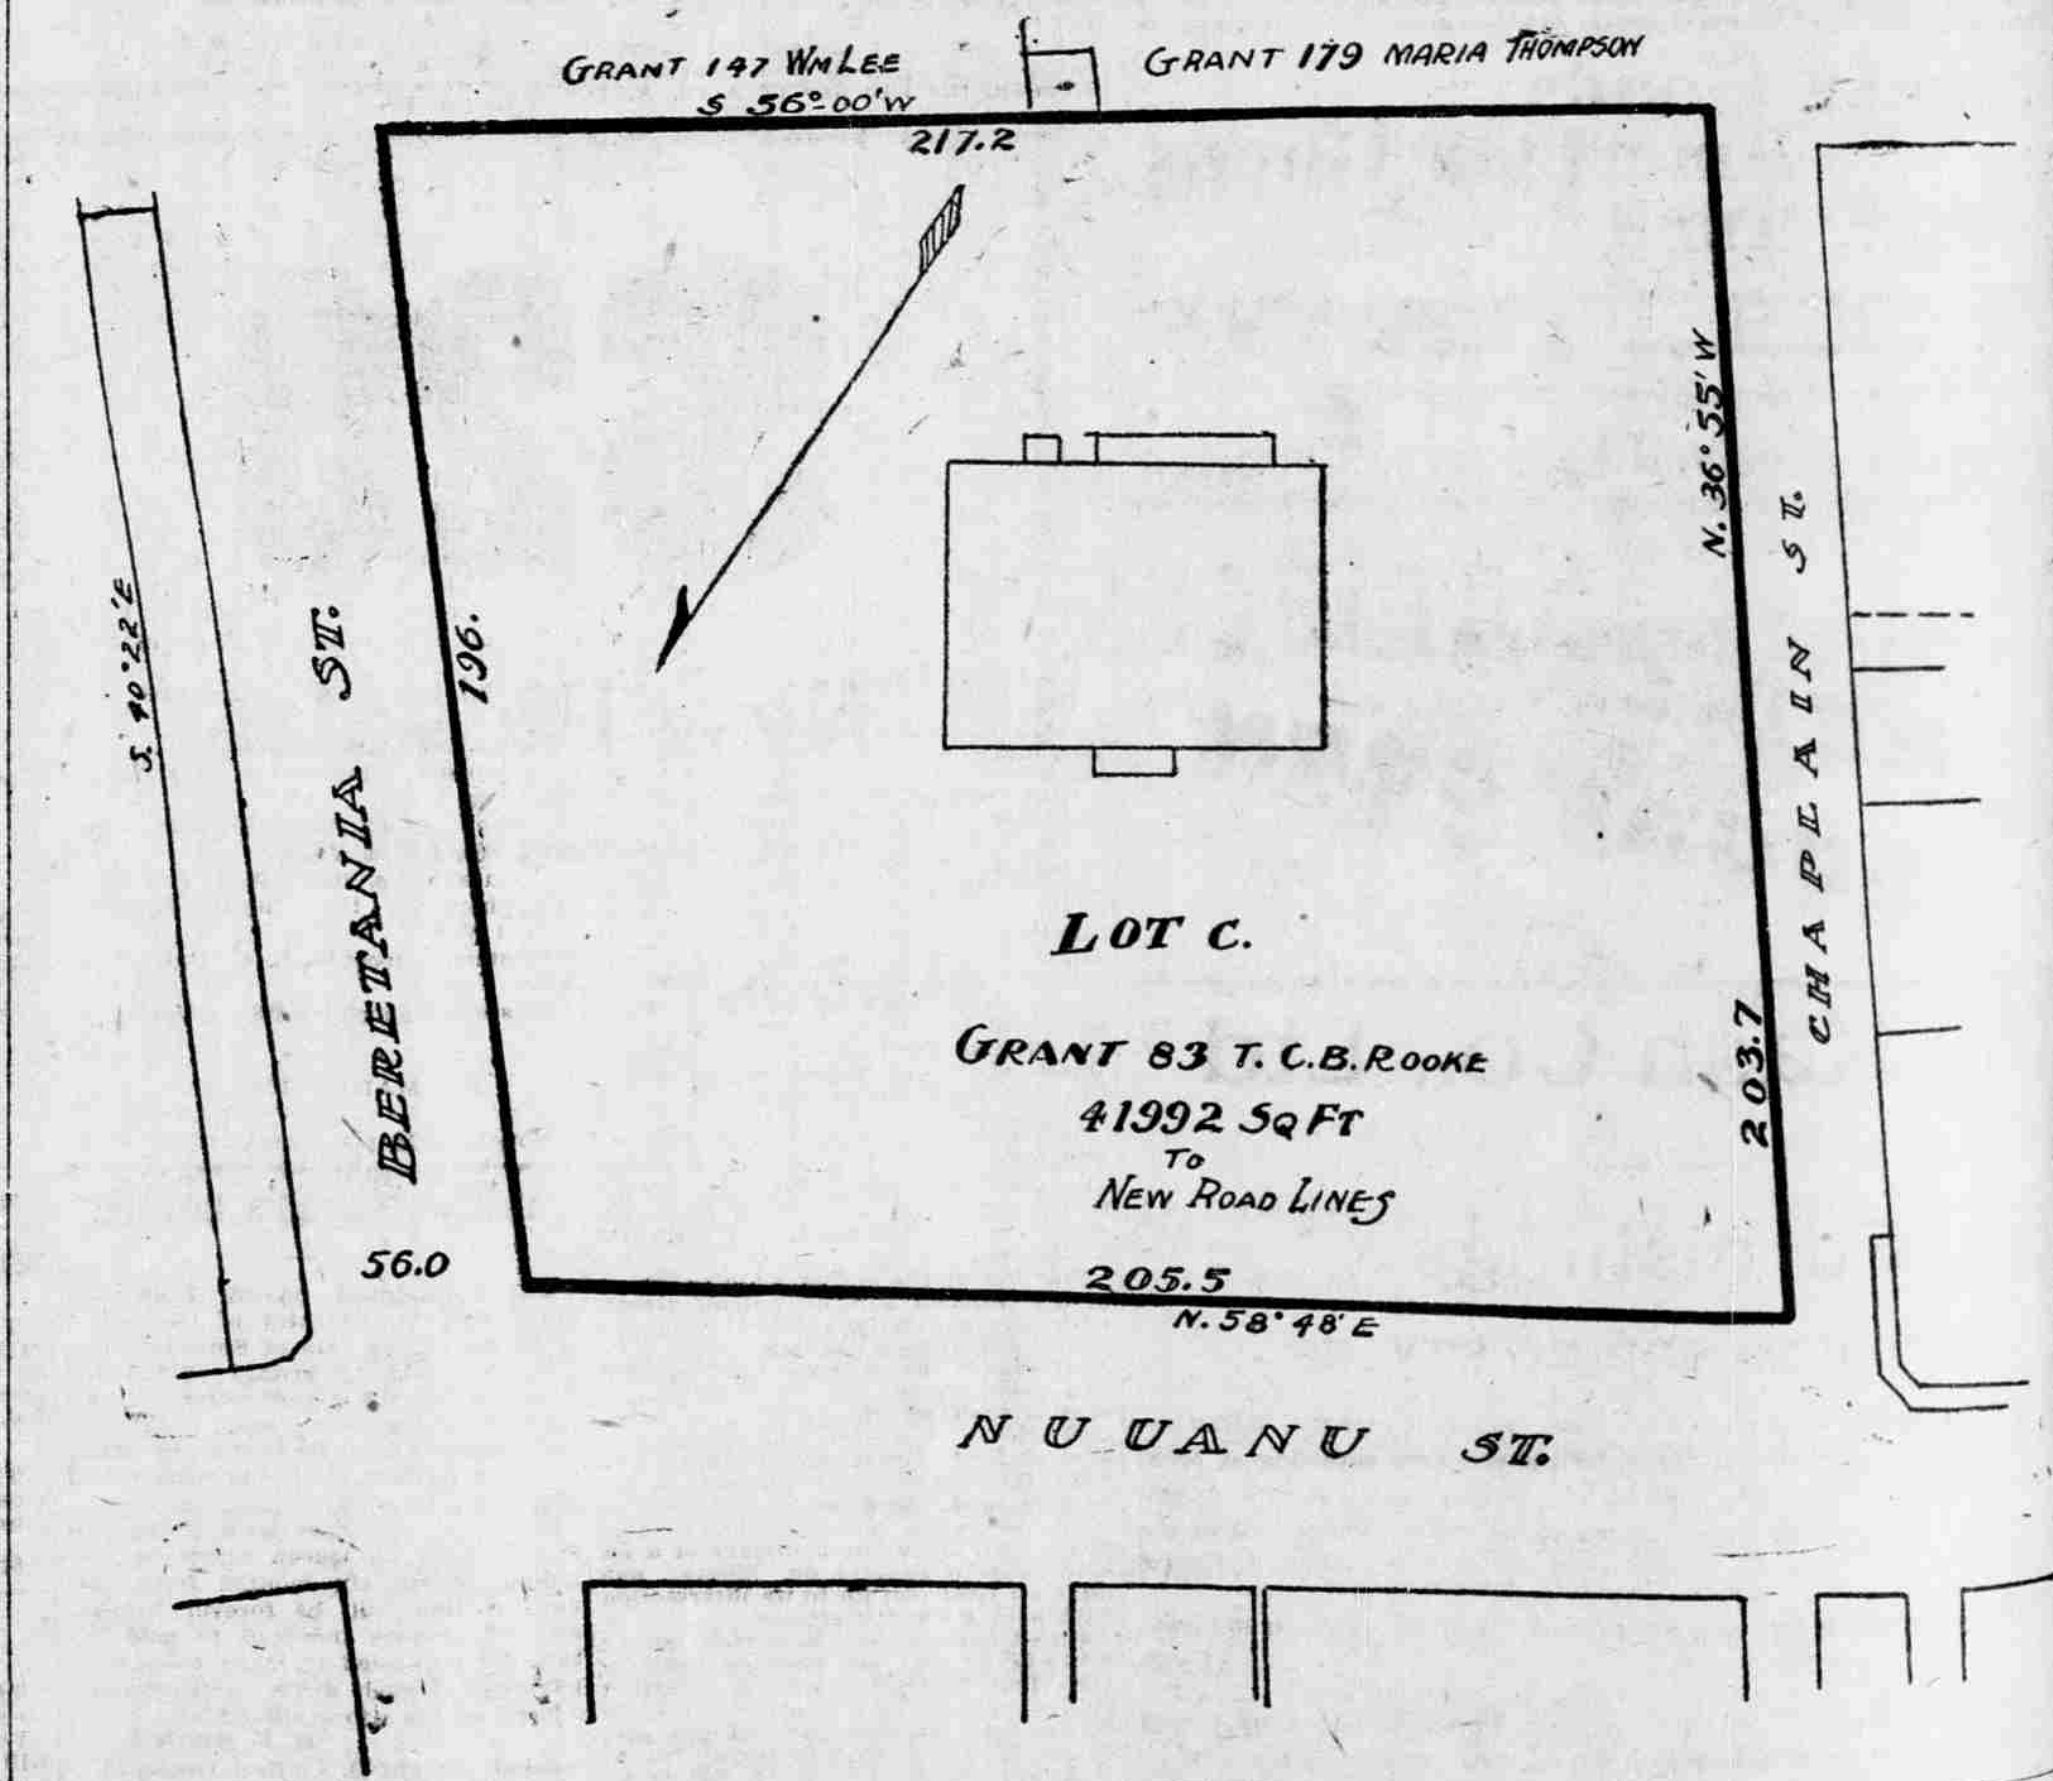 GRANT 147 WM LEE
S 56°00'W
GRANT 179 MARIA THOMPSON
217.2
N. 36°55'W
S. 40°22'E
BERETANIA ST.
196.
CHAPLAIN ST.
203.7
LOT C.
GRANT 83 T. C. B. ROOKE
41992 SQ FT
TO
NEW ROAD LINES
56.0
205.5
N. 58°48'E
NUUANU ST.